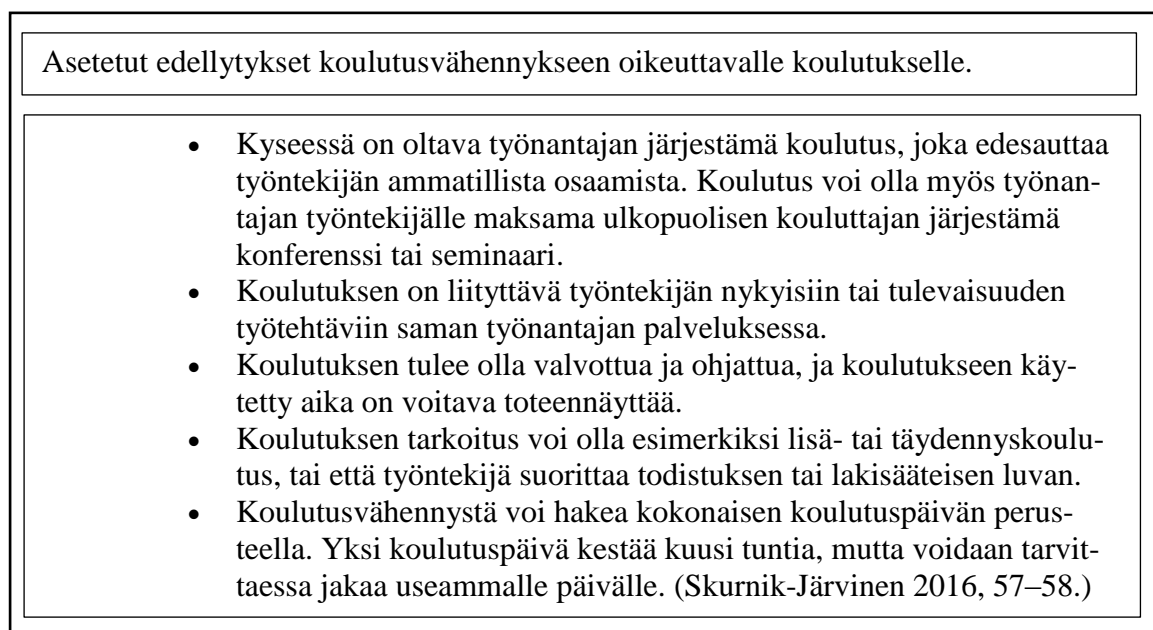 Asetetut edellytykset koulutusvähennykseen oikeuttavalle koulutukselle.
• Kyseessä on oltava työnantajan järjestämä koulutus, joka edesauttaa
työntekijän ammatillista osaamista. Koulutus voi olla myös työnan-
tajan työntekijälle maksama ulkopuolisen kouluttajan järjestämä
konferenssi tai seminaari.
• Koulutuksen on liityttävä työntekijän nykyisiin tai tulevaisuuden
työtehtäviin saman työnantajan palveluksessa.
• Koulutuksen tulee olla valvottua ja ohjattua, ja koulutukseen käy-
tetty aika on voitava toteennäyttää.
• Koulutuksen tarkoitus voi olla esimerkiksi lisä- tai täydennyskoulu-
tus, tai että työntekijä suorittaa todistuksen tai lakisääteisen luvan.
• Koulutusvähennystä voi hakea kokonaisen koulutuspäivän perus-
teella. Yksi koulutuspäivä kestää kuusi tuntia, mutta voidaan tarvit-
taessa jakaa useammalle päivälle. (Skurnik-Järvinen 2016, 57–58.)